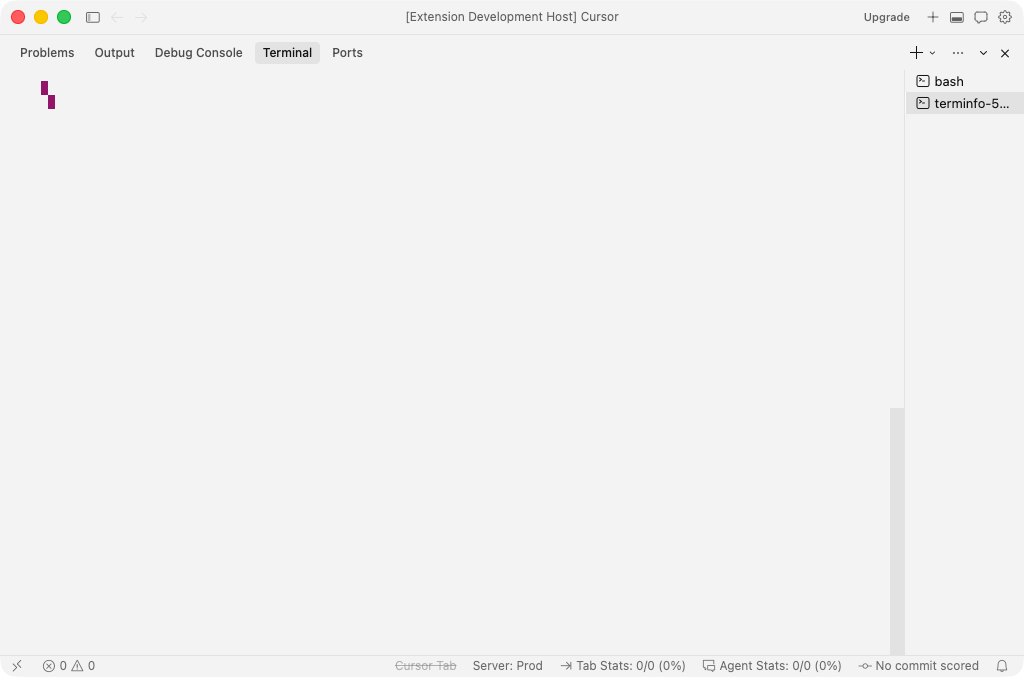 [Extension Development Host] Cursor
Upgrade
Problems
Output
Debug Console
Terminal
Ports
bash
terminfo-5...
0
0
Cursor Tab
Server: Prod
Tab Stats: 0/0 (0%)
Agent Stats: 0/0 (0%)
No commit scored